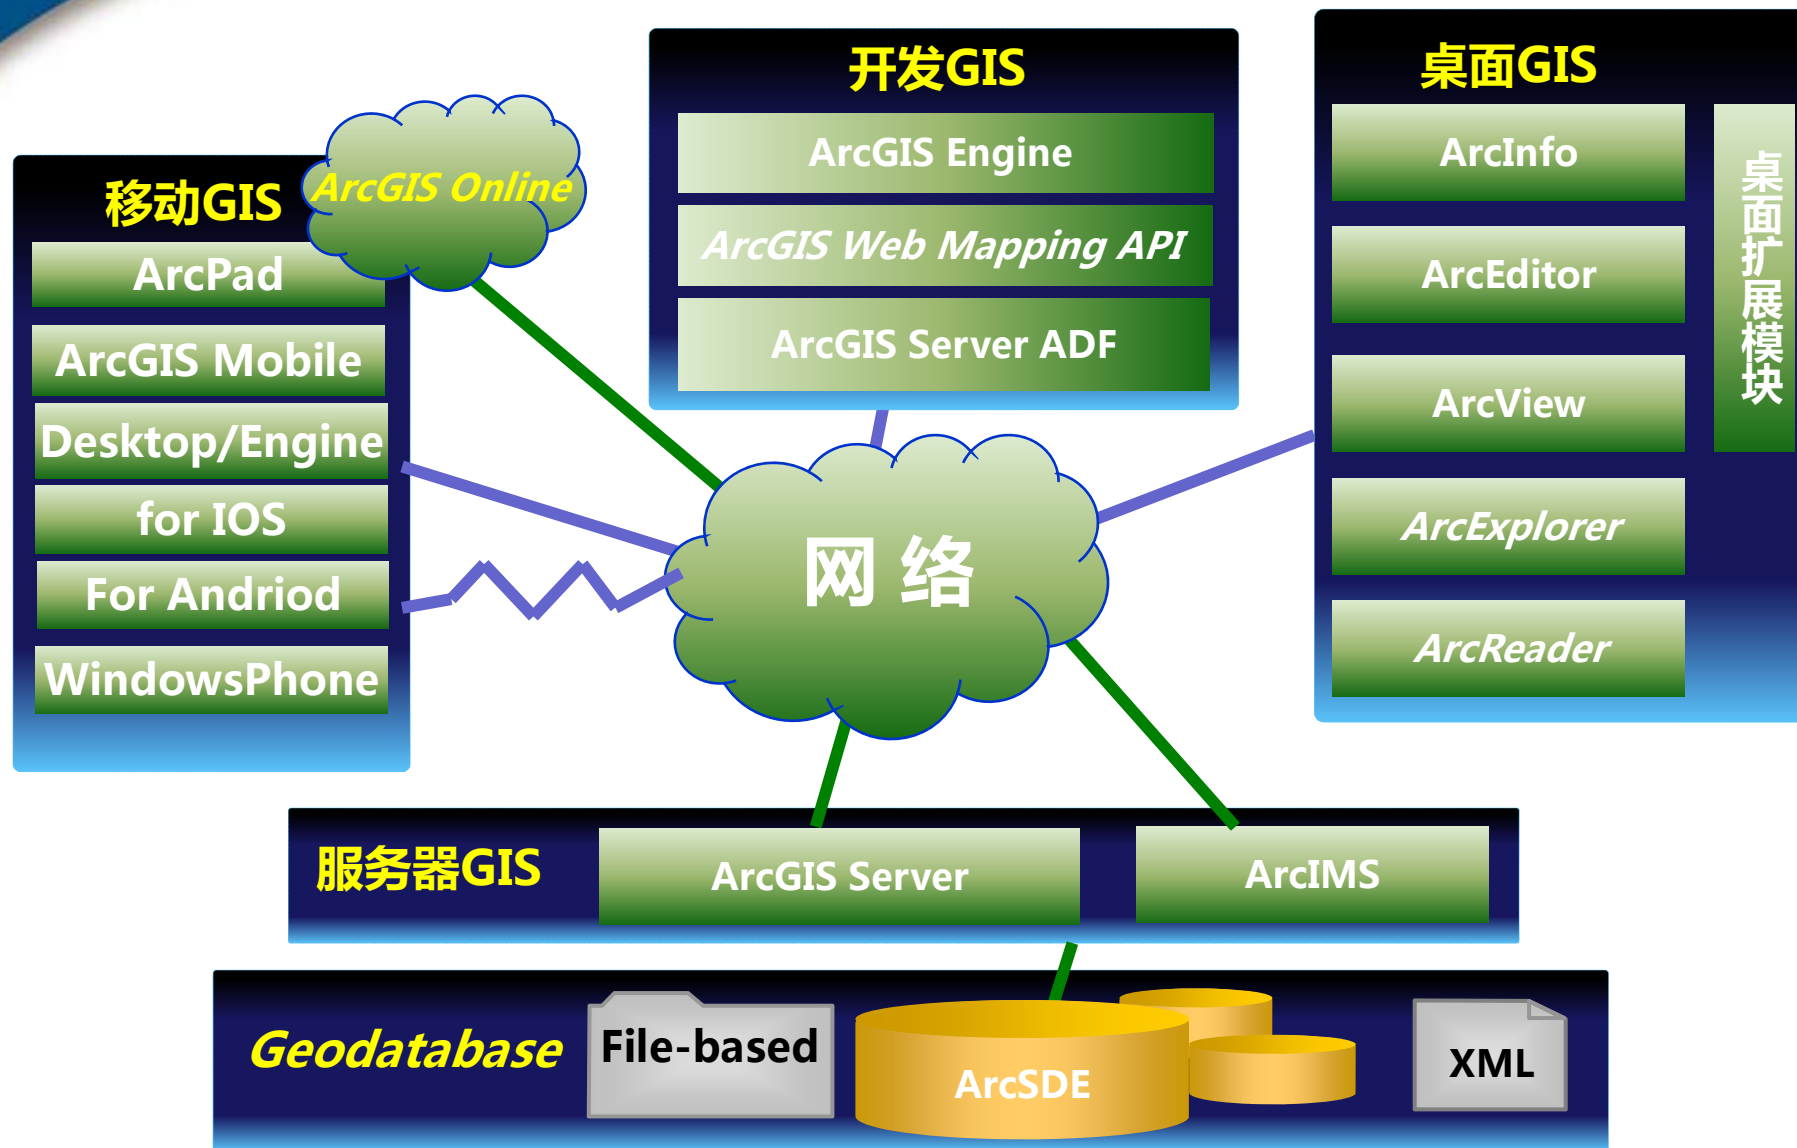 移动GIS
ArcPad
ArcGIS Mobile
Desktop/Engine
for IOS
For Andriod
WindowsPhone
ArcGIS Online
开发GIS
ArcGIS Engine
ArcGIS Web Mapping API
ArcGIS Server ADF
桌面GIS
ArcInfo
ArcEditor
ArcView
ArcExplorer
ArcReader
桌面扩展模块
网 络
服务器GIS
ArcGIS Server
ArcIMS
Geodatabase
File-based
ArcSDE
XML